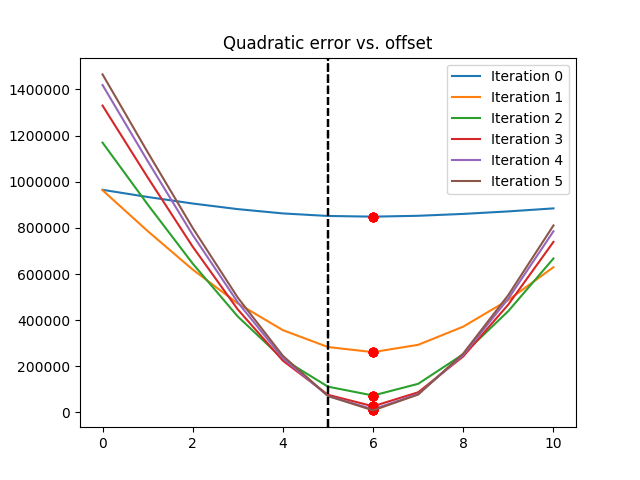 Quadratic error vs. offset
1400000
1200000
1000000
800000
600000
400000
200000
0
Iteration 0
Iteration 1
Iteration 2
Iteration 3
Iteration 4
Iteration 5
0 2 4 6 8 10